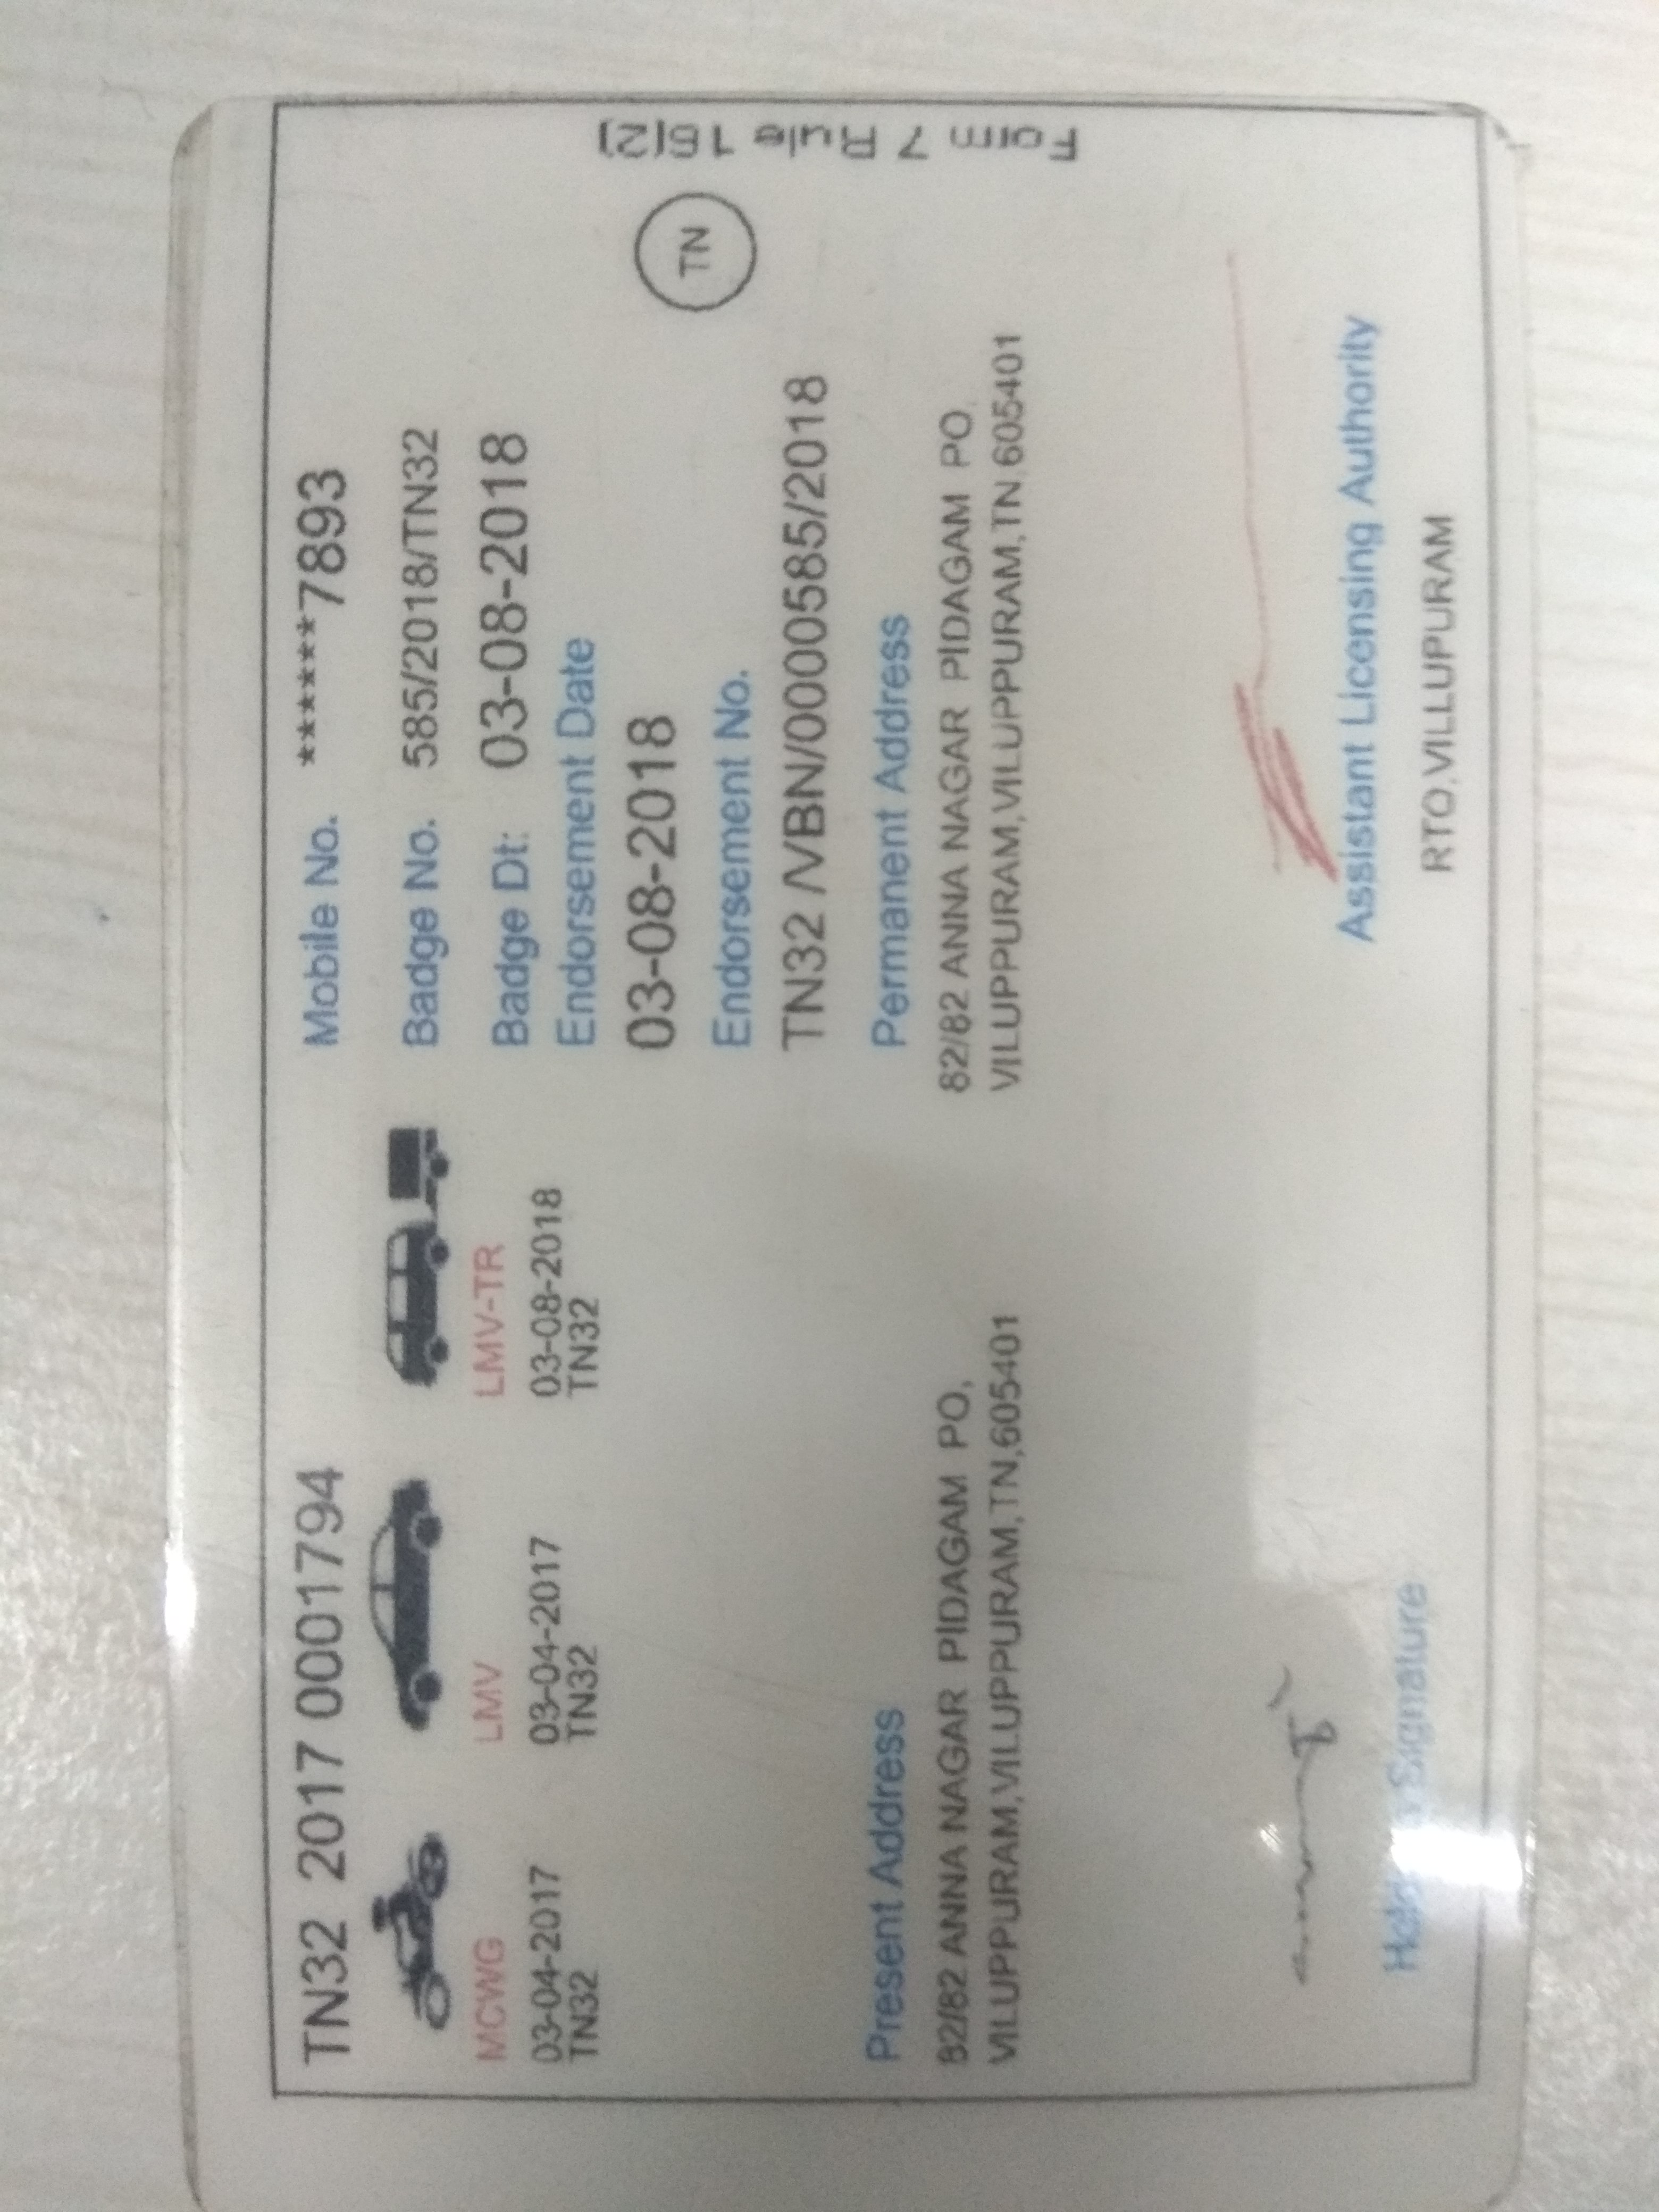 TN32 2017 0001794
Mobile No. ******7893
Badge No. 585/2018/TN32
MCWG
LMV
LMV-TR
Badge Dt: 03-08-2018
03-04-2017
TN32
03-04-2017
TN32
03-08-2018
TN32
Endorsement Date
03-08-2018
Endorsement No.
TN32 /VBN/0000585/2018
TN
Form 7 Rule 16(2)
Present Address
82/82 ANNA NAGAR PIDAGAM PO,
VILUPPURAM,VILUPPURAM,TN,605401
Permanent Address
82/82 ANNA NAGAR PIDAGAM PO,
VILUPPURAM,VILUPPURAM,TN,605401
Signature
Assistant Licensing Authority
RTO,VILLUPURAM